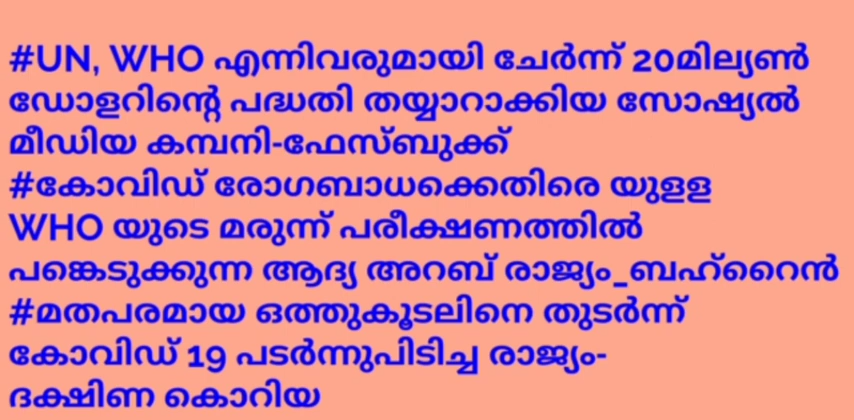 #UN, WHO എന്നിവരുമായി ചേർന്ന് 20മില്യൺ
ഡോളറിന്റെ പദ്ധതി തയ്യാറാക്കിയ സോഷ്യൽ
മീഡിയ കമ്പനി-ഫേസ്ബുക്ക്
#കോവിഡ് രോഗബാധക്കെതിരെ യുളള
WHO യുടെ മരുന്ന് പരീക്ഷണത്തിൽ
പങ്കെടുക്കുന്ന ആദ്യ അറബ് രാജ്യം_ബഹ്റൈൻ
#മതപരമായ ഒത്തുകൂടലിനെ തുടർന്ന്
കോവിഡ് 19 പടർന്നുപിടിച്ച രാജ്യം-
ദക്ഷിണ കൊറിയ